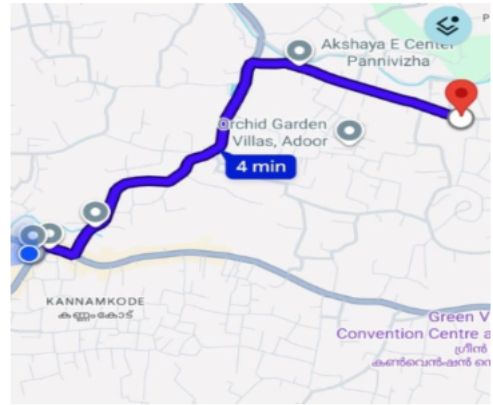 P
Akshaya E Center
Pannivizha
Orchid Garden
Villas, Adoor
4 min
KANNAMKODE
കണ്ണംകോട്
Green V
Convention Centre a
ഗ്രീൻ
കൺവെൻഷൻ സെ